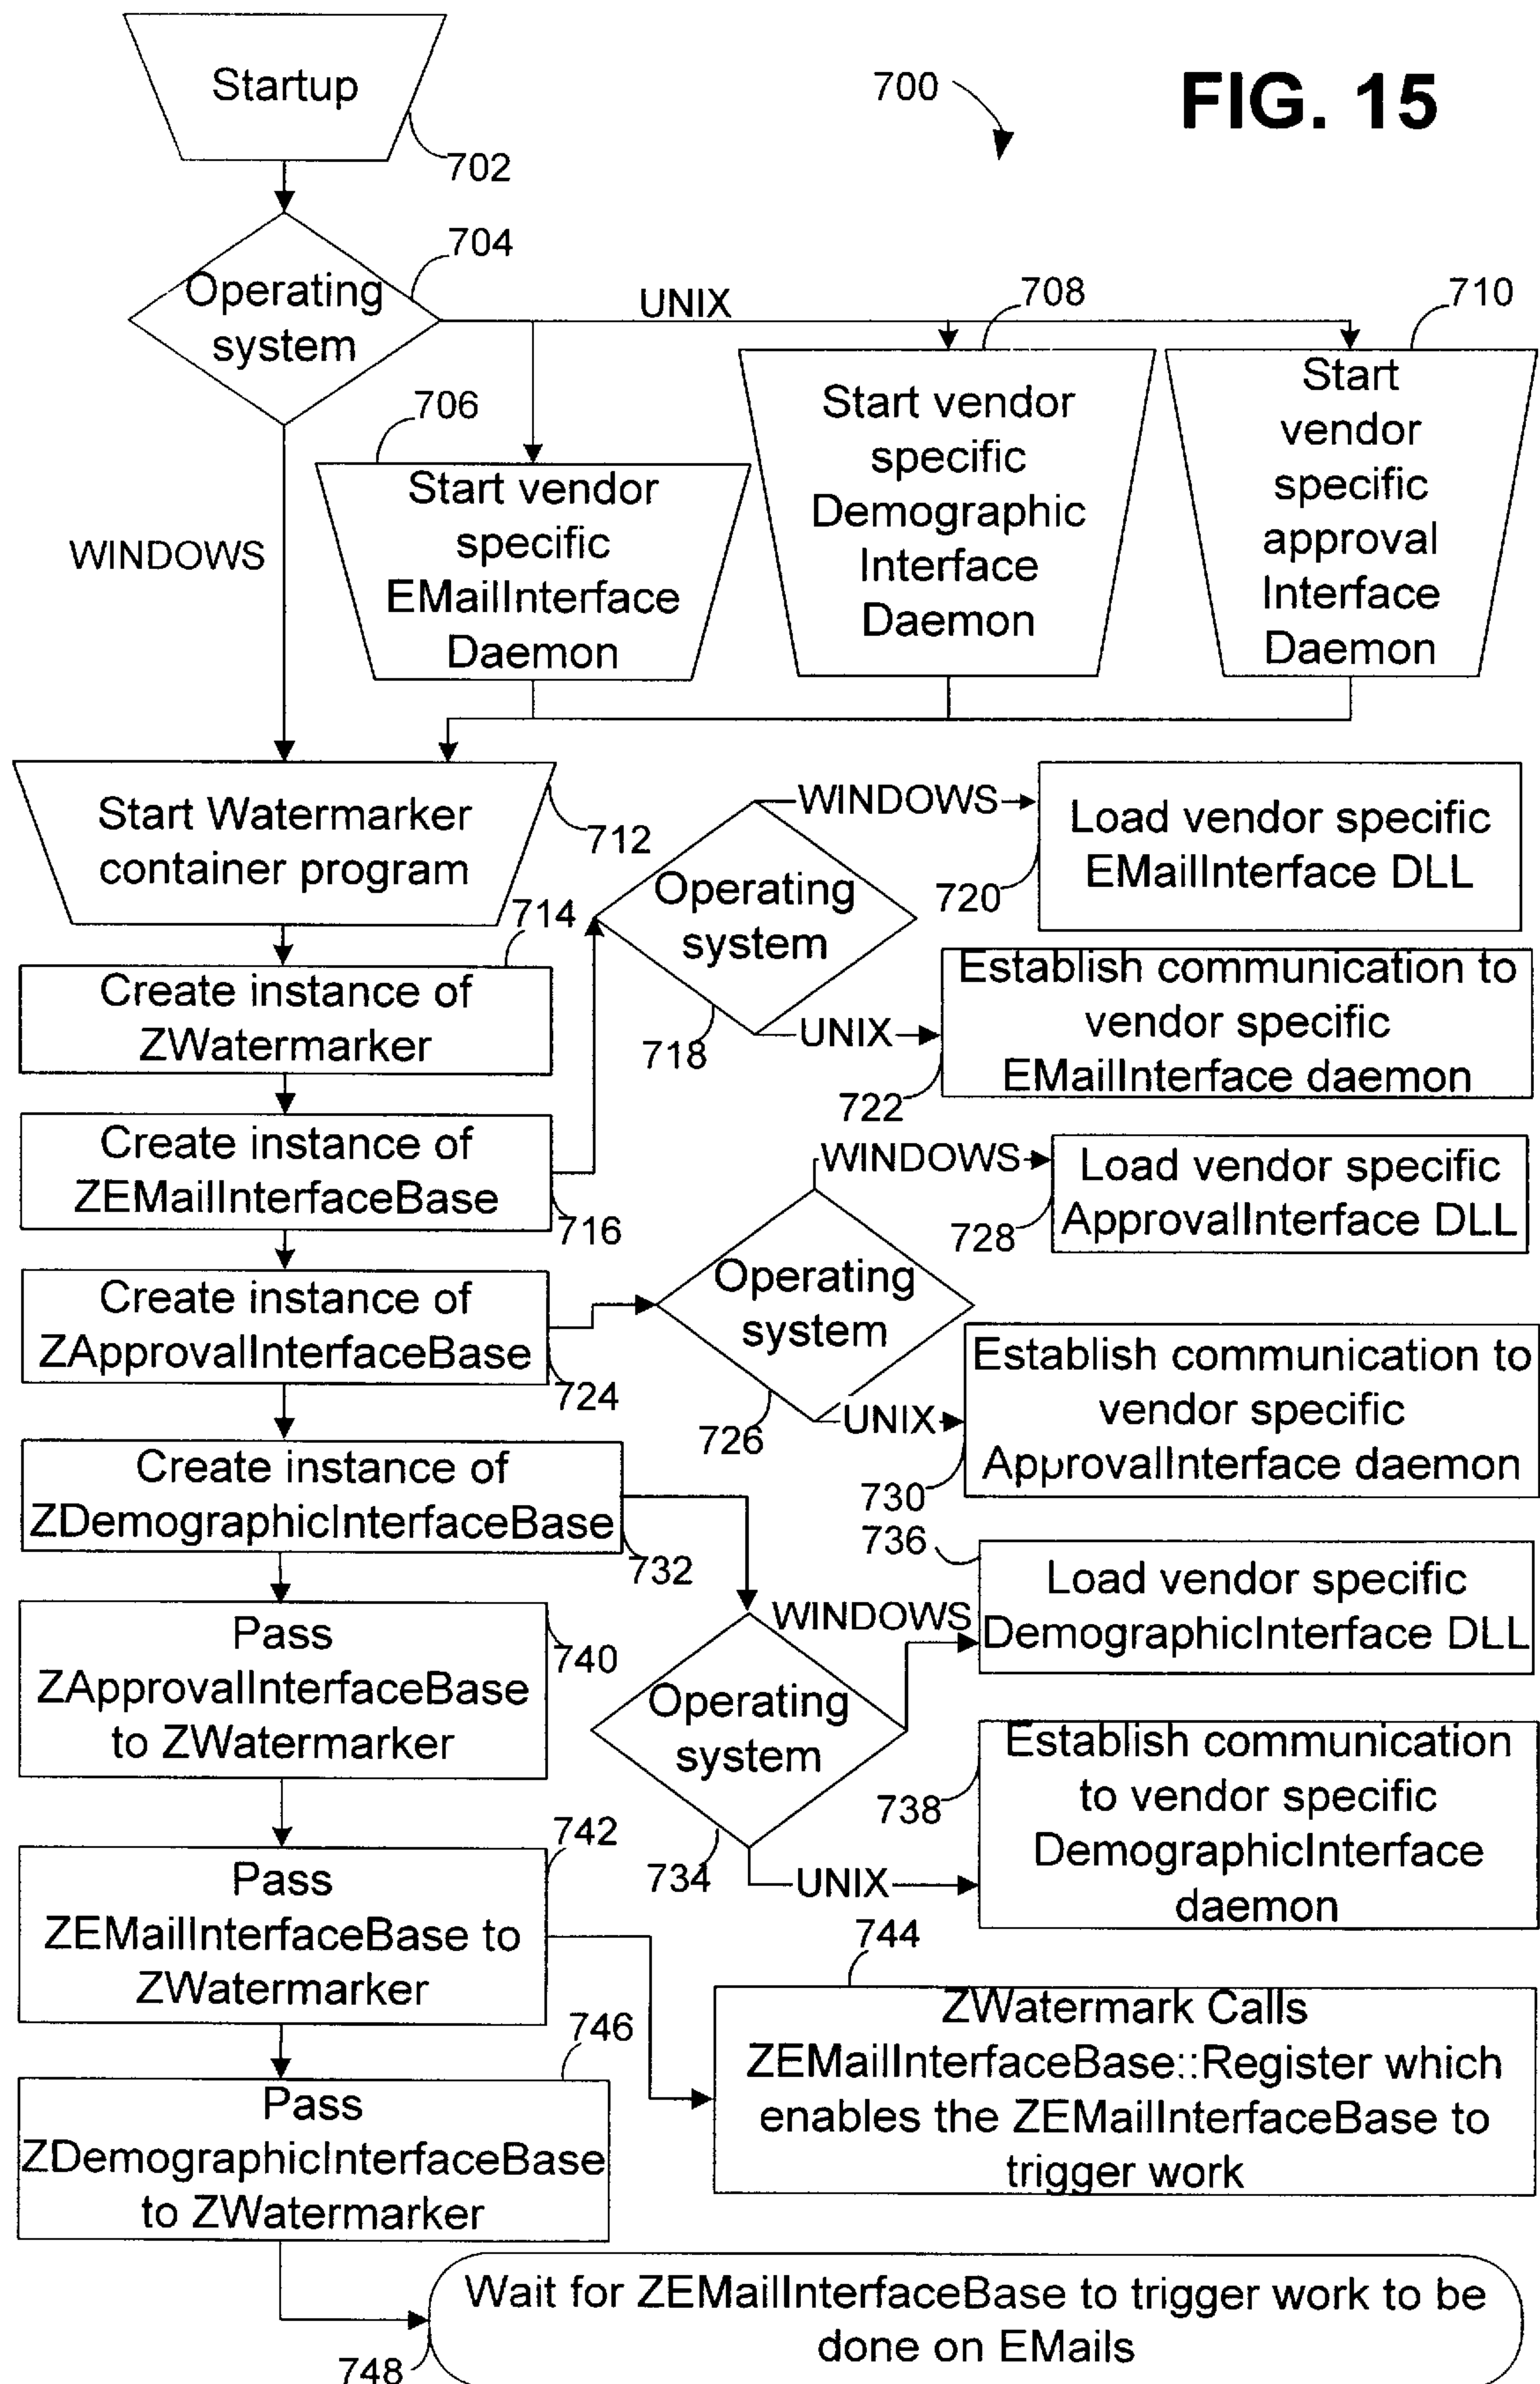 FIG. 15
700
Startup
702
704
Operating
system
UNIX
WINDOWS
706
Start vendor
specific
EMailInterface
Daemon
708
Start vendor
specific
Demographic
Interface
Daemon
710
Start
vendor
specific
approval
Interface
Daemon
Start Watermarker
container program
712
714
Create instance of
ZWatermarker
Create instance of
ZEMailInterfaceBase
716
Operating
system
718
WINDOWS
Load vendor specific
EMailInterface DLL
720
UNIX
Establish communication to
vendor specific
EMailInterface daemon
722
Create instance of
ZApprovalInterfaceBase
724
Operating
system
726
WINDOWS
Load vendor specific
ApprovalInterface DLL
728
UNIX
Establish communication to
vendor specific
ApprovalInterface daemon
730
Create instance of
ZDemographicInterfaceBase
732
Operating
system
734
WINDOWS
736
Load vendor specific
DemographicInterface DLL
UNIX
738
Establish communication
to vendor specific
DemographicInterface
daemon
Pass
ZApprovalInterfaceBase
to ZWatermarker
740
742
Pass
ZEMailInterfaceBase to
ZWatermarker
744
ZWatermark Calls
ZEMailInterfaceBase::Register which
enables the ZEMailInterfaceBase to
trigger work
746
Pass
ZDemographicInterfaceBase
to ZWatermarker
Wait for ZEMailInterfaceBase to trigger work to be
done on EMails
748